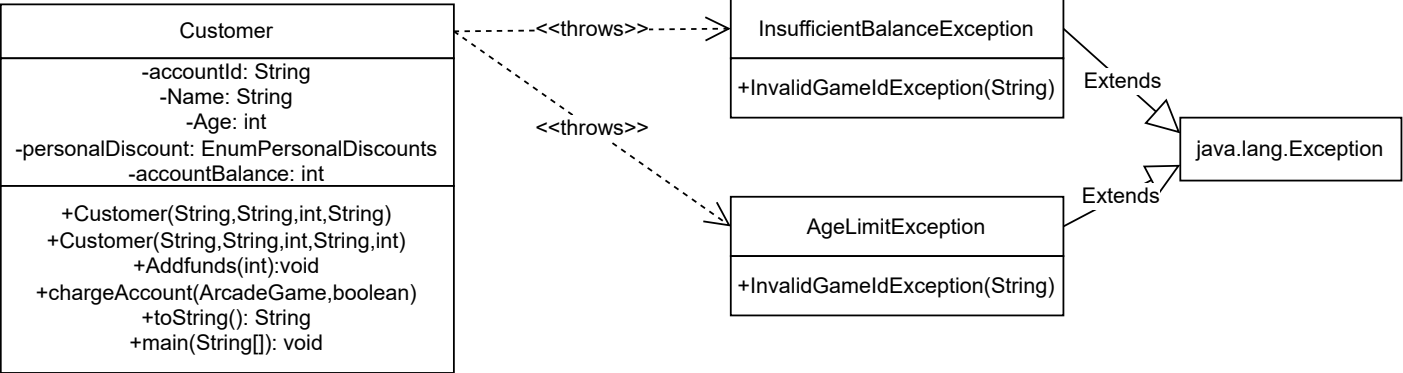 Customer
-accountId: String
-Name: String
-Age: int
-personalDiscount: EnumPersonalDiscounts
-accountBalance: int
+Customer(String,String,int,String)
+Customer(String,String,int,String,int)
+Addfunds(int):void
+chargeAccount(ArcadeGame,boolean)
+toString(): String
+main(String[]): void
<<throws>>
<<throws>>
InsufficientBalanceException
+InvalidGameIdException(String)
AgeLimitException
+InvalidGameIdException(String)
Extends
Extends
java.lang.Exception